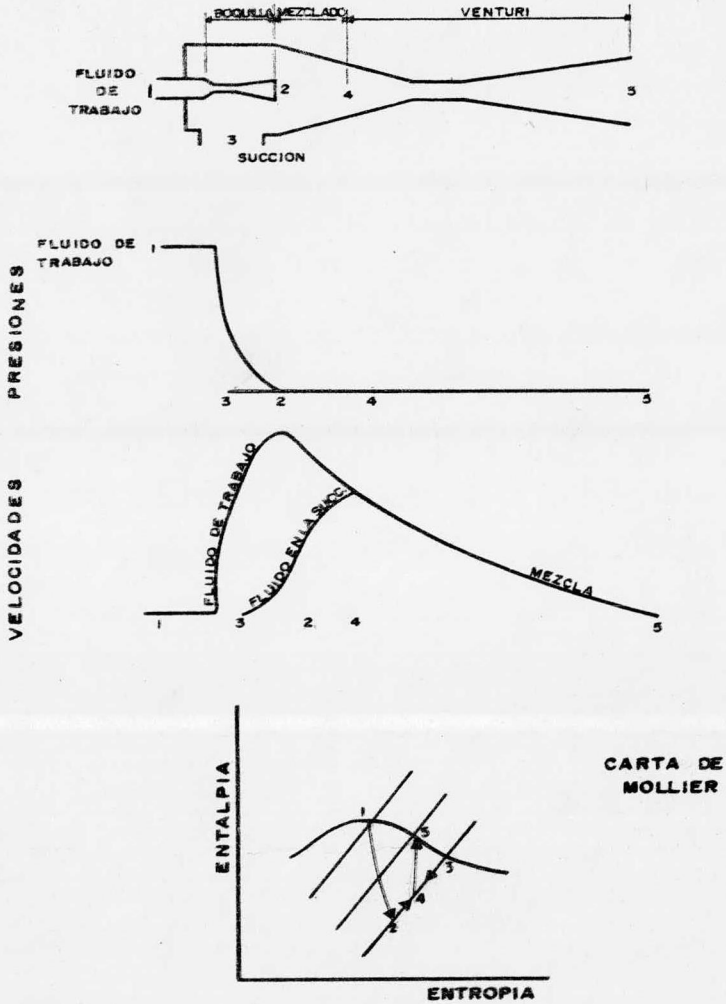 BOQUILLA MEZCLADO VENTURI
FLUIDO
DE
TRABAJO
1
2
4
5
3
SUCCION
PRESIONES
1
FLUIDO DE
TRABAJO
3 2 4 5
VELOCIDADES
FLUIDO DE TRABAJO
FLUIDO EN LA SUCC.
MEZCLA
1 3 2 4 5
CARTA DE
MOLLIER
ENTALPIA
1
5
3
4
2
ENTROPIA